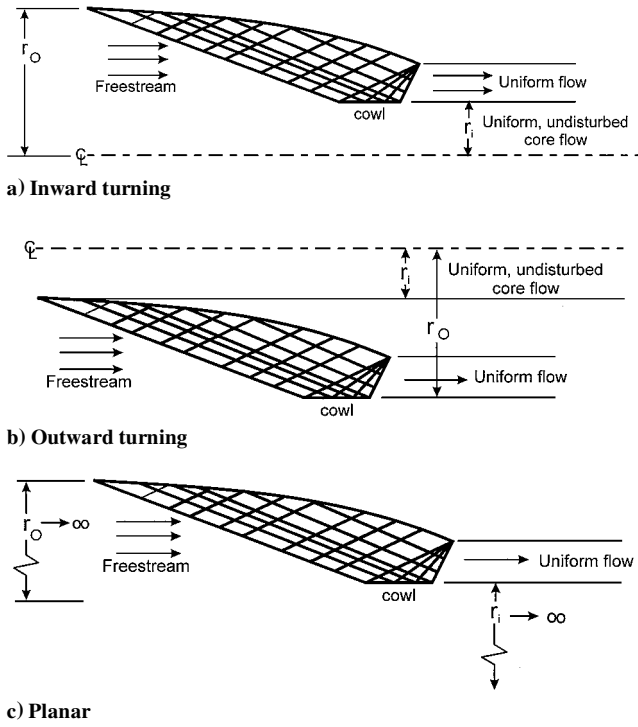 r_O
Freestream
Uniform flow
cowl
r_i
Uniform, undisturbed
core flow
℄
a) Inward turning
℄
r_i
Uniform, undisturbed
core flow
r_O
Freestream
Uniform flow
cowl
b) Outward turning
r_O → ∞
Freestream
Uniform flow
cowl
r_i → ∞
c) Planar